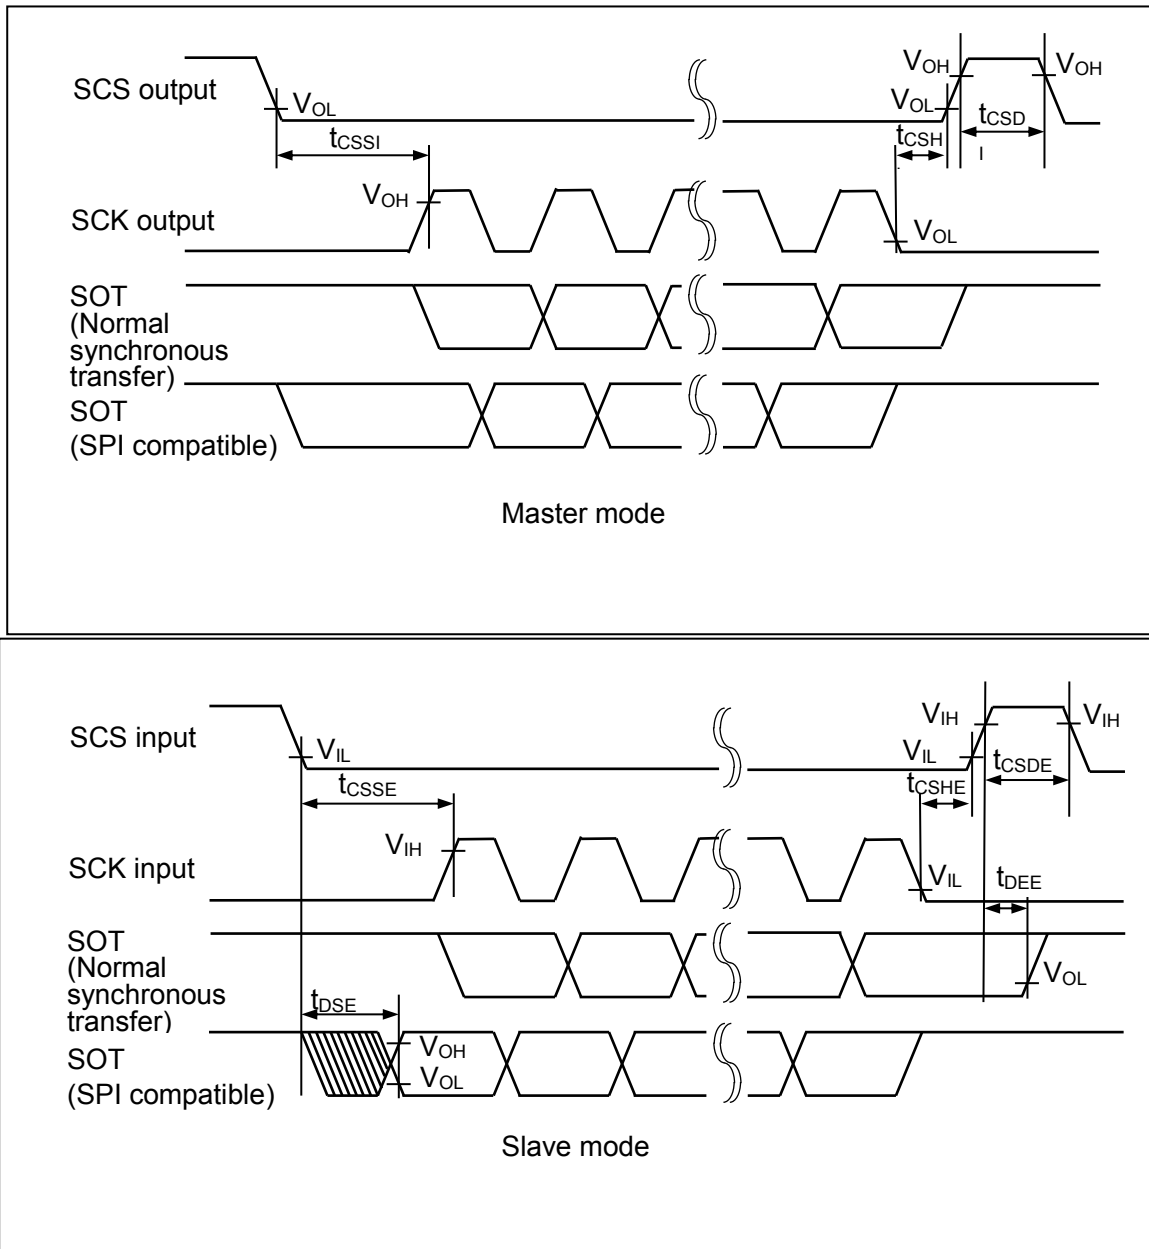 SCS output
VOL
tCSSI
VOH
VOH
VOL
tCSD
I
tCSH
SCK output
VOH
VOL
SOT
(Normal
synchronous
transfer)
SOT
(SPI compatible)
Master mode
SCS input
VIL
tCSSE
VIH
VIH
VIL
tCSDE
tCSHE
SCK input
VIH
VIL
tDEE
SOT
(Normal
synchronous
transfer)
VOL
tDSE
SOT
(SPI compatible)
VOH
VOL
Slave mode